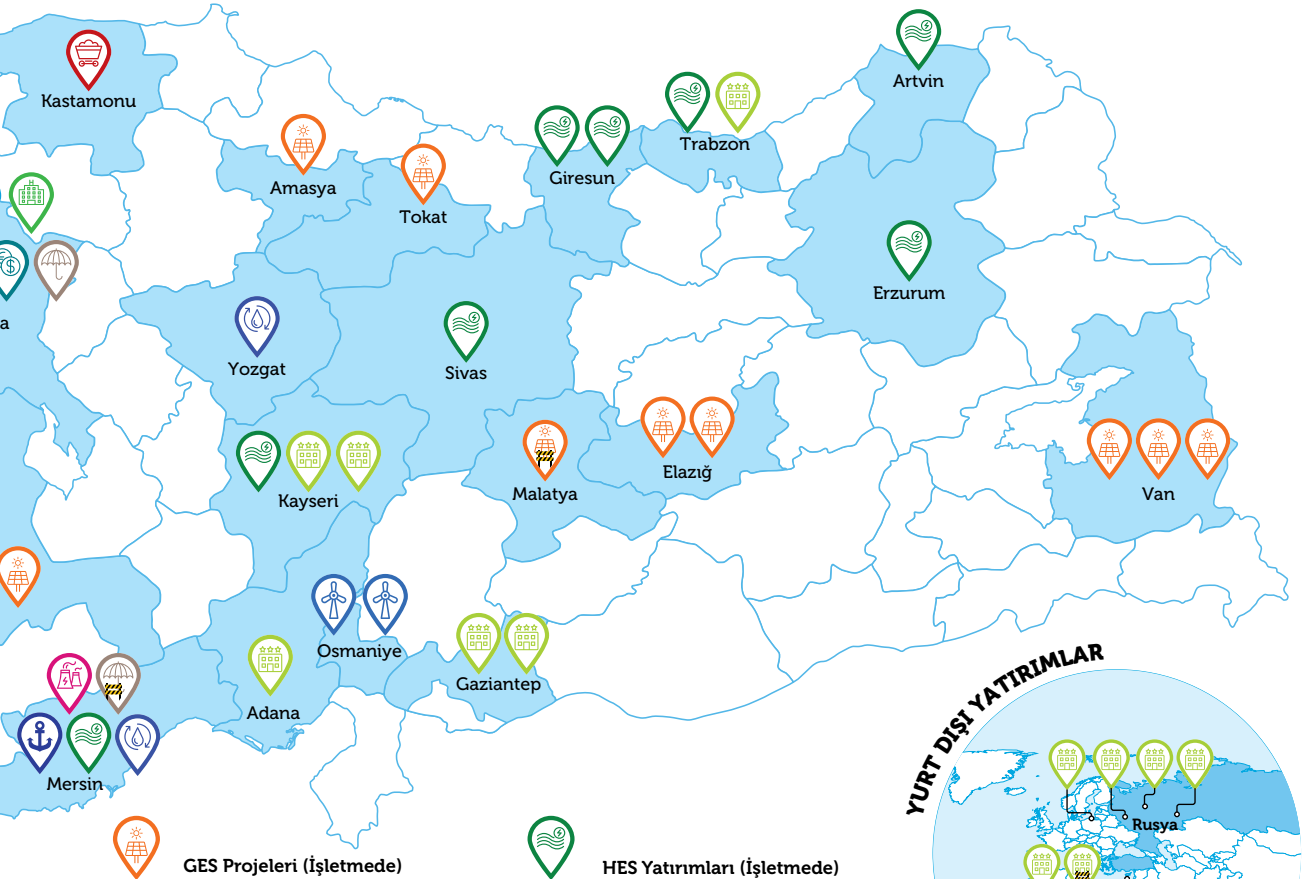 Kastamonu
Artvin
Trabzon
Giresun
Amasya
Tokat
Erzurum
a
Yozgat
Sivas
Elazığ
Malatya
Van
Kayseri
Osmaniye
Gaziantep
Adana
Mersin
YURT DIŞI YATIRIMLAR
Rusya
GES Projeleri (İşletmede)
HES Yatırımları (İşletmede)